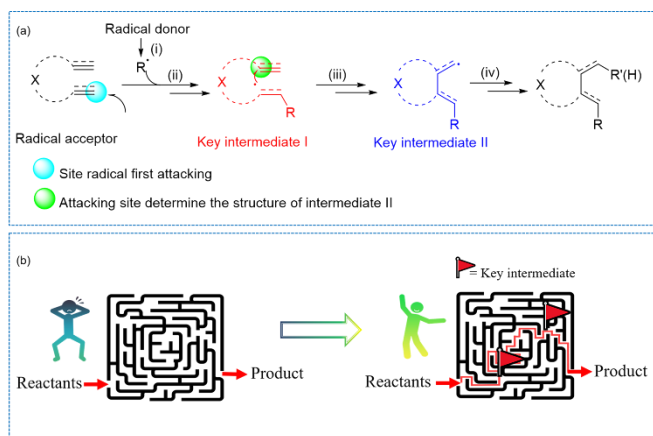 (a)
Radical donor
(i)
R•
(ii)
(iii)
(iv)
X
X
X
X
R'(H)
R
R
R
Radical acceptor
Key intermediate I
Key intermediate II
Site radical first attacking
Attacking site determine the structure of intermediate II
(b)
= Key intermediate
Reactants
Product
Reactants
Product